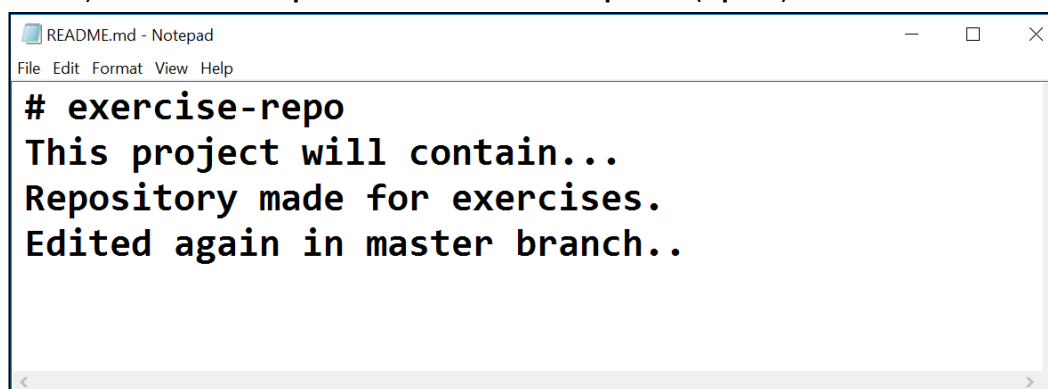 README.md - Notepad
File Edit Format View Help
# exercise-repo
This project will contain...
Repository made for exercises.
Edited again in master branch..